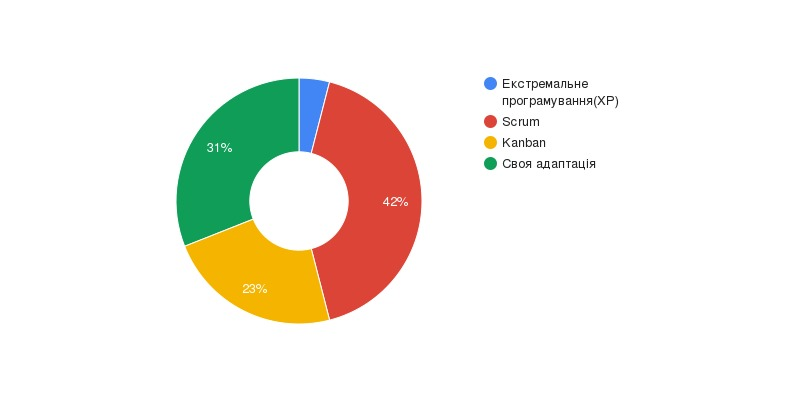 Екстремальне
програмування(XP)
Scrum
Kanban
Своя адаптація
31%
42%
23%